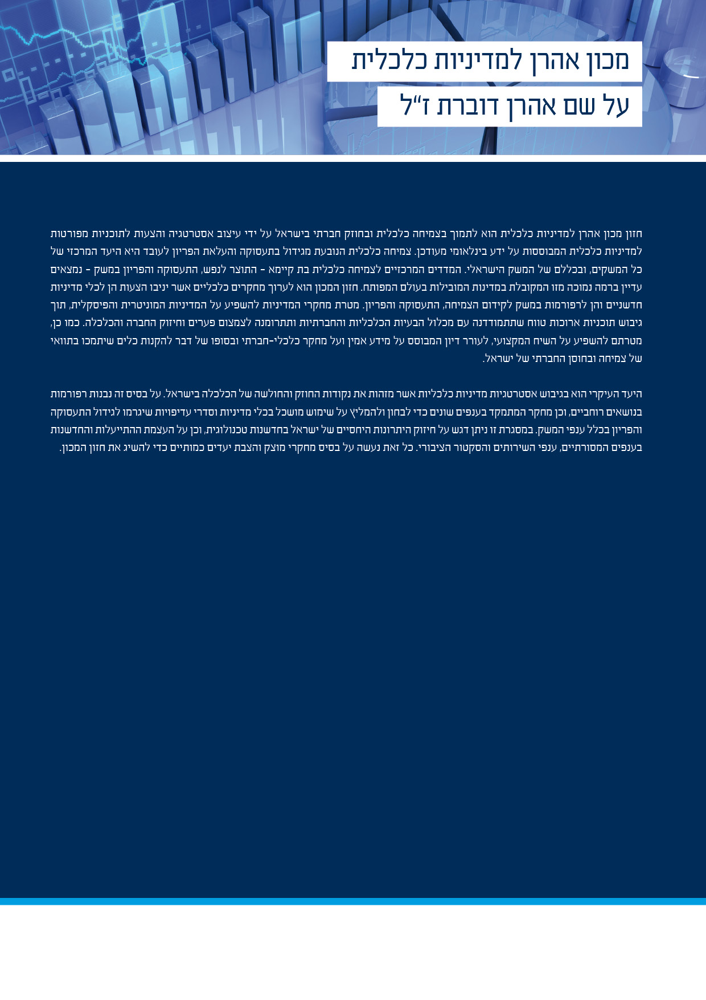 מכון אהרן למדיניות כלכלית
על שם אהרן דוברת ז״ל
חזון מכון אהרן למדיניות כלכלית הוא לתמוך בצמיחה כלכלית ובחוזק חברתי בישראל על ידי עיצוב אסטרטגיה והצעות לתוכניות מפורטות
למדיניות כלכלית המבוססות על ידע בינלאומי מעודכן. צמיחה כלכלית הנובעת מגידול בתעסוקה והעלאת הפריון לעובד היא היעד המרכזי של
כל המשקים, ובכללם של המשק הישראלי. המדדים המרכזיים לצמיחה כלכלית בת קיימא - התוצר לנפש, התעסוקה והפריון במשק - נמצאים
עדיין ברמה נמוכה מזו המקובלת במדינות המובילות בעולם המפותח. חזון המכון הוא לערוך מחקרים כלכליים אשר יניבו הצעות הן לכלי מדיניות
חדשניים והן לרפורמות במשק לקידום הצמיחה, התעסוקה והפריון. מטרת מחקרי המדיניות להשפיע על המדיניות המוניטרית והפיסקלית, תוך
גיבוש תוכניות ארוכות טווח שתתמודדנה עם מכלול הבעיות הכלכליות והחברתיות ותתרומנה לצמצום פערים וחיזוק החברה והכלכלה. כמו כן,
מטרתם להשפיע על השיח המקצועי, לעורר דיון המבוסס על מידע אמין ועל מחקר כלכלי-חברתי ובסופו של דבר להקנות כלים שיתמכו בתוואי
של צמיחה ובחוסן החברתי של ישראל.
היעד העיקרי הוא בגיבוש אסטרטגיות מדיניות כלכליות אשר מזהות את נקודות החוזק והחולשה של הכלכלה בישראל. על בסיס זה נבנות רפורמות
בנושאים רוחביים, וכן מחקר המתמקד בענפים שונים כדי לבחון ולהמליץ על שימוש מושכל בכלי מדיניות וסדרי עדיפויות שיגרמו לגידול התעסוקה
והפריון בכלל ענפי המשק. במסגרת זו ניתן דגש על חיזוק היתרונות היחסיים של ישראל בחדשנות טכנולוגית, וכן על העצמת ההתייעלות והחדשנות
בענפים המסורתיים, ענפי השירותים והסקטור הציבורי. כל זאת נעשה על בסיס מחקרי מוצק והצבת יעדים כמותיים כדי להשיג את חזון המכון.